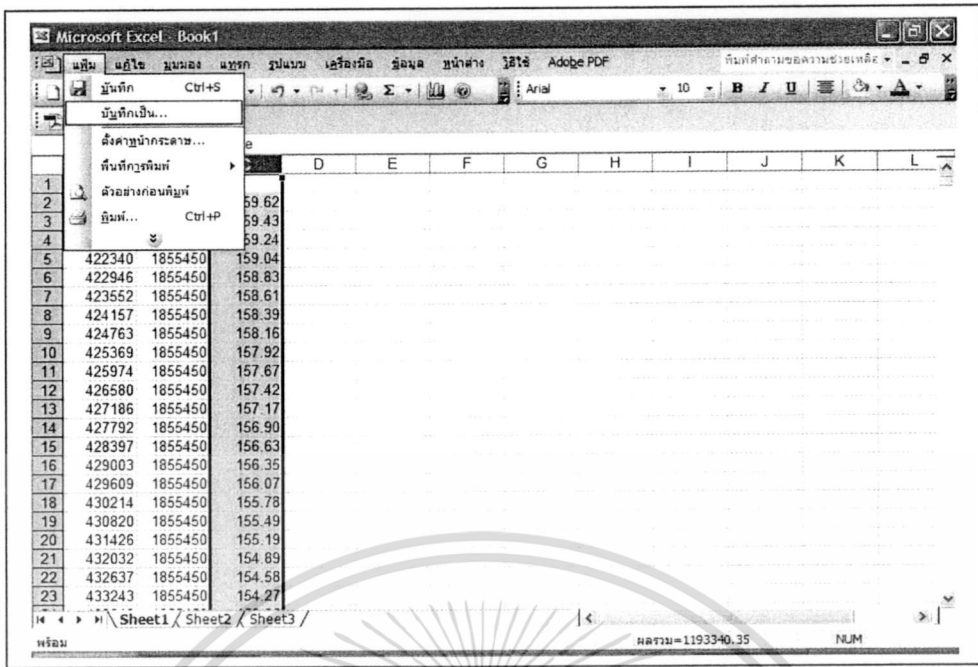 Microsoft Excel - Book1
แฟ้ม แก้ไข มุมมอง แทรก รูปแบบ เครื่องมือ ข้อมูล หน้าต่าง วิธีใช้ Adobe PDF พิมพ์คำถามขอความช่วยเหลือ
Arial 10 B I U
บันทึก Ctrl+S
บันทึกเป็น...
ตั้งค่าหน้ากระดาษ...
พื้นที่การพิมพ์
ตัวอย่างก่อนพิมพ์
พิมพ์... Ctrl+P
D E F G H I J K L
1
2 59.62
3 59.43
4 59.24
5 422340 1855450 159.04
6 422946 1855450 158.83
7 423552 1855450 158.61
8 424157 1855450 158.39
9 424763 1855450 158.16
10 425369 1855450 157.92
11 425974 1855450 157.67
12 426580 1855450 157.42
13 427186 1855450 157.17
14 427792 1855450 156.90
15 428397 1855450 156.63
16 429003 1855450 156.35
17 429609 1855450 156.07
18 430214 1855450 155.78
19 430820 1855450 155.49
20 431426 1855450 155.19
21 432032 1855450 154.89
22 432637 1855450 154.58
23 433243 1855450 154.27
Sheet1 / Sheet2 / Sheet3 /
พร้อม ผลรวม=1193340.35 NUM